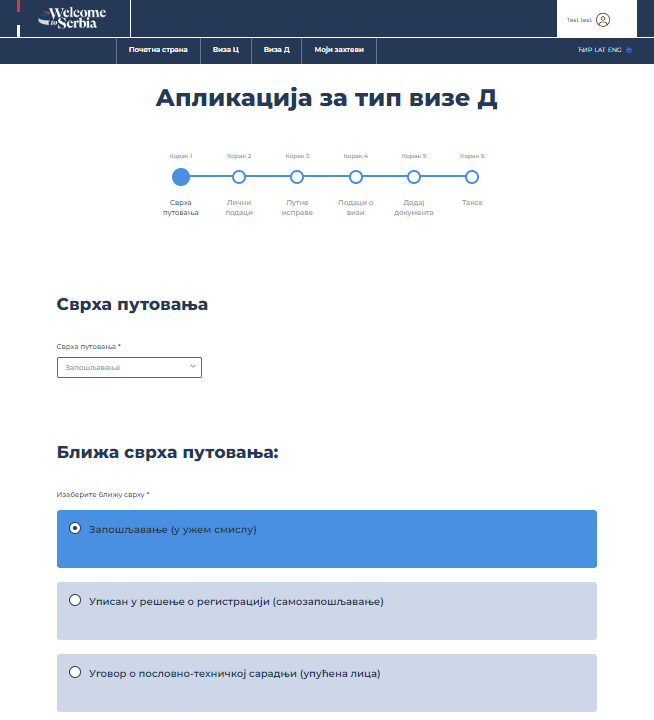 Welcome
to Serbia
Test test
Почетна страна
Виза Ц
Виза Д
Моји захтеви
ЋИР LAT ENG
Апликација за тип визе Д
Корак 1
Корак 2
Корак 3
Корак 4
Корак 5
Корак 6
Сврха
путовања
Лични
подаци
Путне
исправе
Подаци о
визи
Додај
документа
Таксе
Сврха путовања
Сврха путовања *
Запошљавање
Ближа сврха путовања:
Изаберите ближу сврху *
Запошљавање (у ужем смислу)
Уписан у решење о регистрацији (самозапошљавање)
Уговор о пословно-техничкој сарадњи (упућена лица)